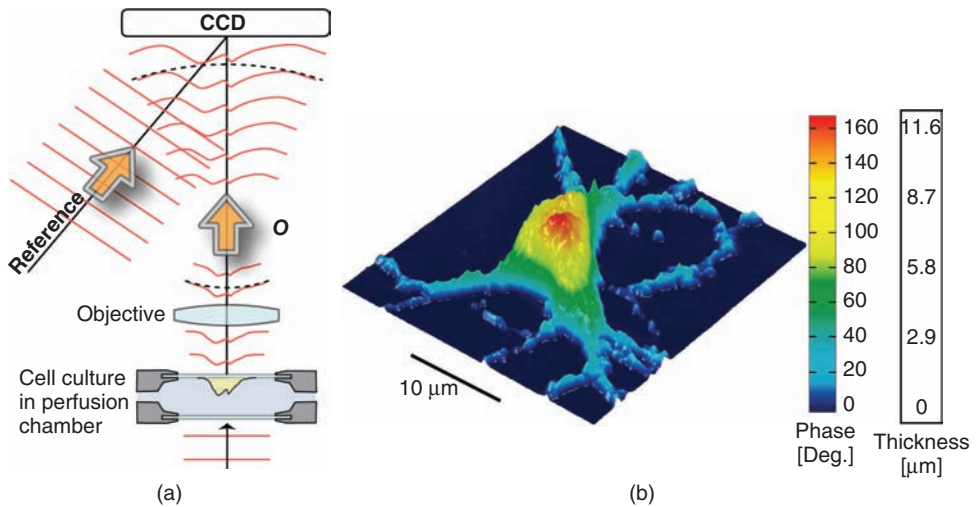 CCD
Reference
O
Objective
Cell culture
in perfusion
chamber
(a)
10 μm
160
140
120
100
80
60
40
20
0
Phase
[Deg.]
11.6
8.7
5.8
2.9
0
Thickness
[μm]
(b)